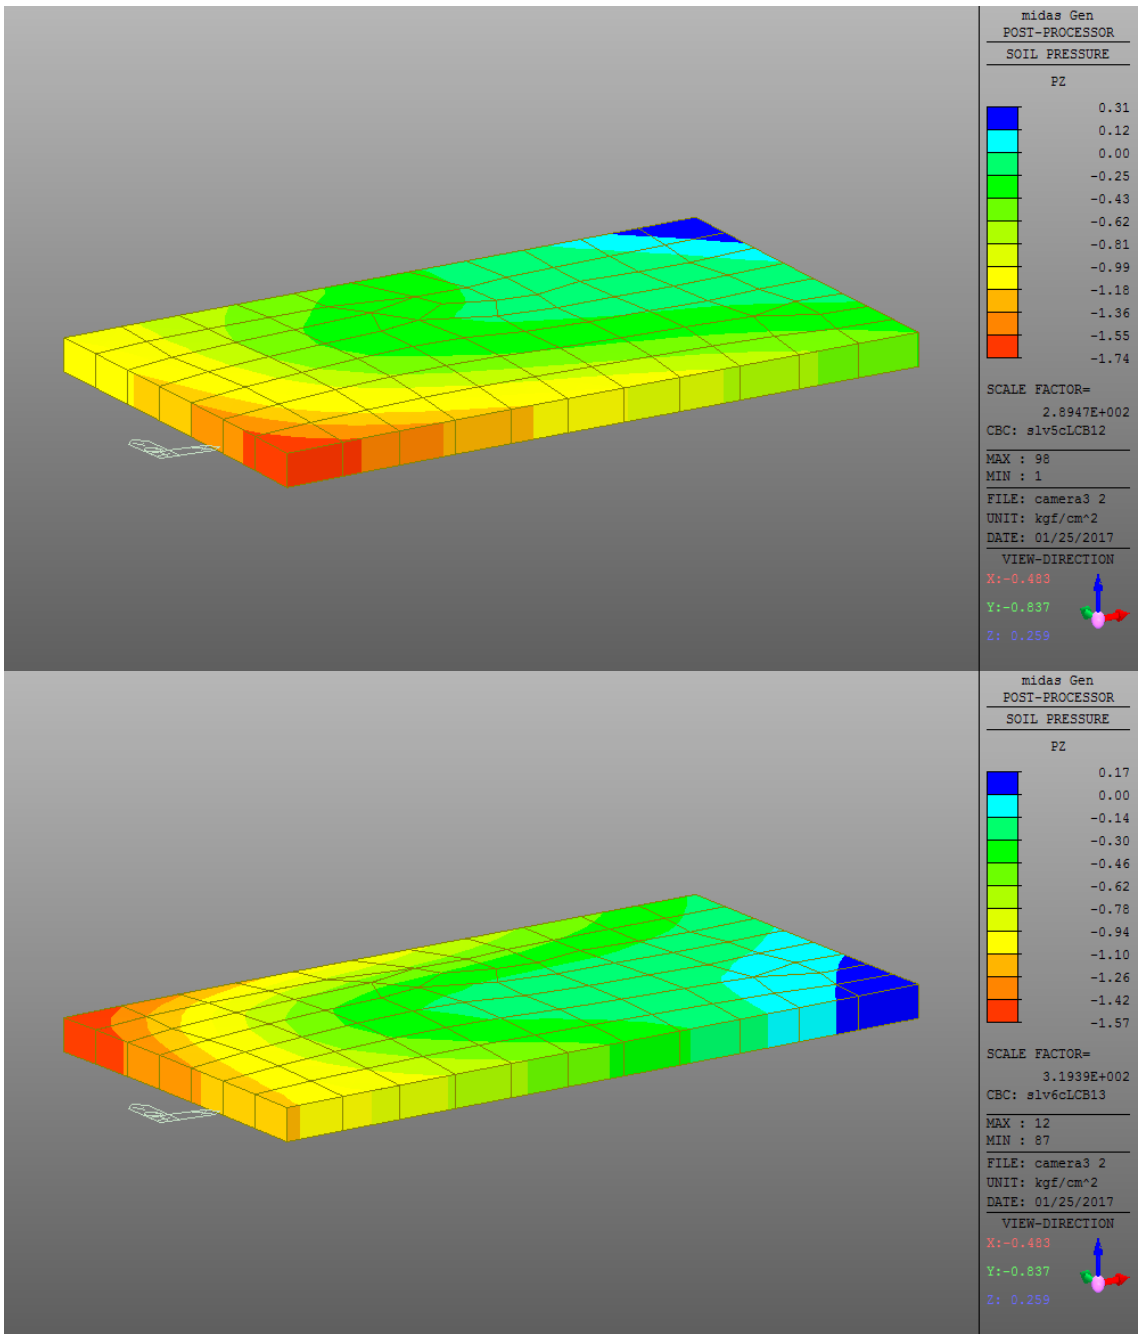 midas Gen
POST-PROCESSOR
SOIL PRESSURE
PZ
0.31
0.12
0.00
-0.25
-0.43
-0.62
-0.81
-0.99
-1.18
-1.36
-1.55
-1.74
SCALE FACTOR=
2.8947E+002
CBC: slv5cLCB12
MAX : 98
MIN : 1
FILE: camera3 2
UNIT: kgf/cm^2
DATE: 01/25/2017
VIEW-DIRECTION
X:-0.483
Y:-0.837
Z: 0.259
midas Gen
POST-PROCESSOR
SOIL PRESSURE
PZ
0.17
0.00
-0.14
-0.30
-0.46
-0.62
-0.78
-0.94
-1.10
-1.26
-1.42
-1.57
SCALE FACTOR=
3.1939E+002
CBC: slv6cLCB13
MAX : 12
MIN : 87
FILE: camera3 2
UNIT: kgf/cm^2
DATE: 01/25/2017
VIEW-DIRECTION
X:-0.483
Y:-0.837
Z: 0.259